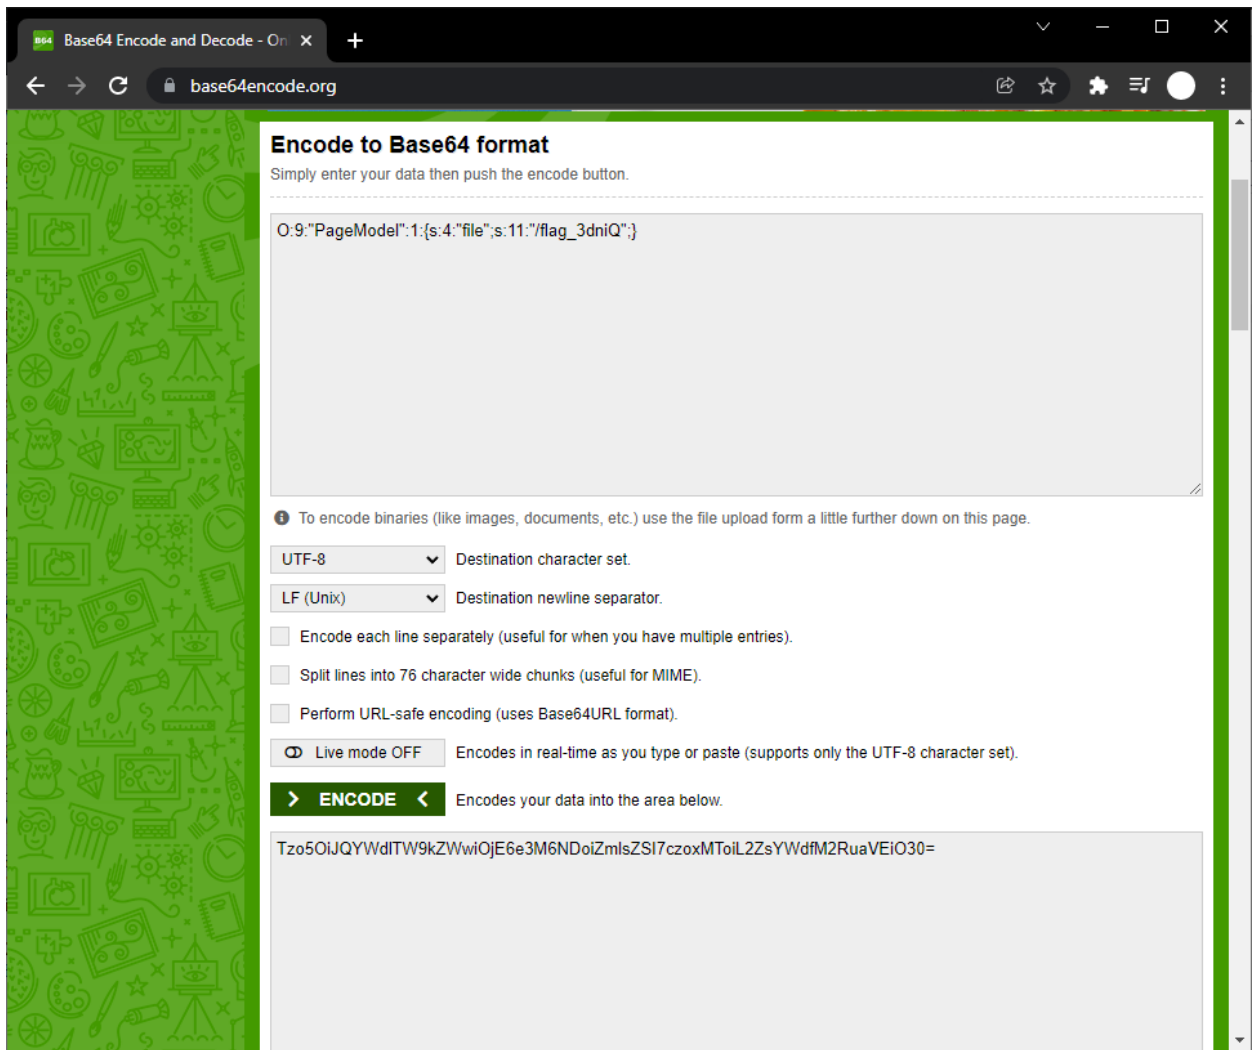 B64 Base64 Encode and Decode - On
base64encode.org
Encode to Base64 format
Simply enter your data then push the encode button.
O:9:"PageModel":1:{s:4:"file";s:11:"/flag_3dniQ";}
To encode binaries (like images, documents, etc.) use the file upload form a little further down on this page.
UTF-8 Destination character set.
LF (Unix) Destination newline separator.
Encode each line separately (useful for when you have multiple entries).
Split lines into 76 character wide chunks (useful for MIME).
Perform URL-safe encoding (uses Base64URL format).
Live mode OFF Encodes in real-time as you type or paste (supports only the UTF-8 character set).
> ENCODE < Encodes your data into the area below.
Tzo5OiJQYWdlTW9kZWwiOjE6e3M6NDoiZmlsZSI7czoxMToiL2ZsYWdfM2RuaVEiO30=